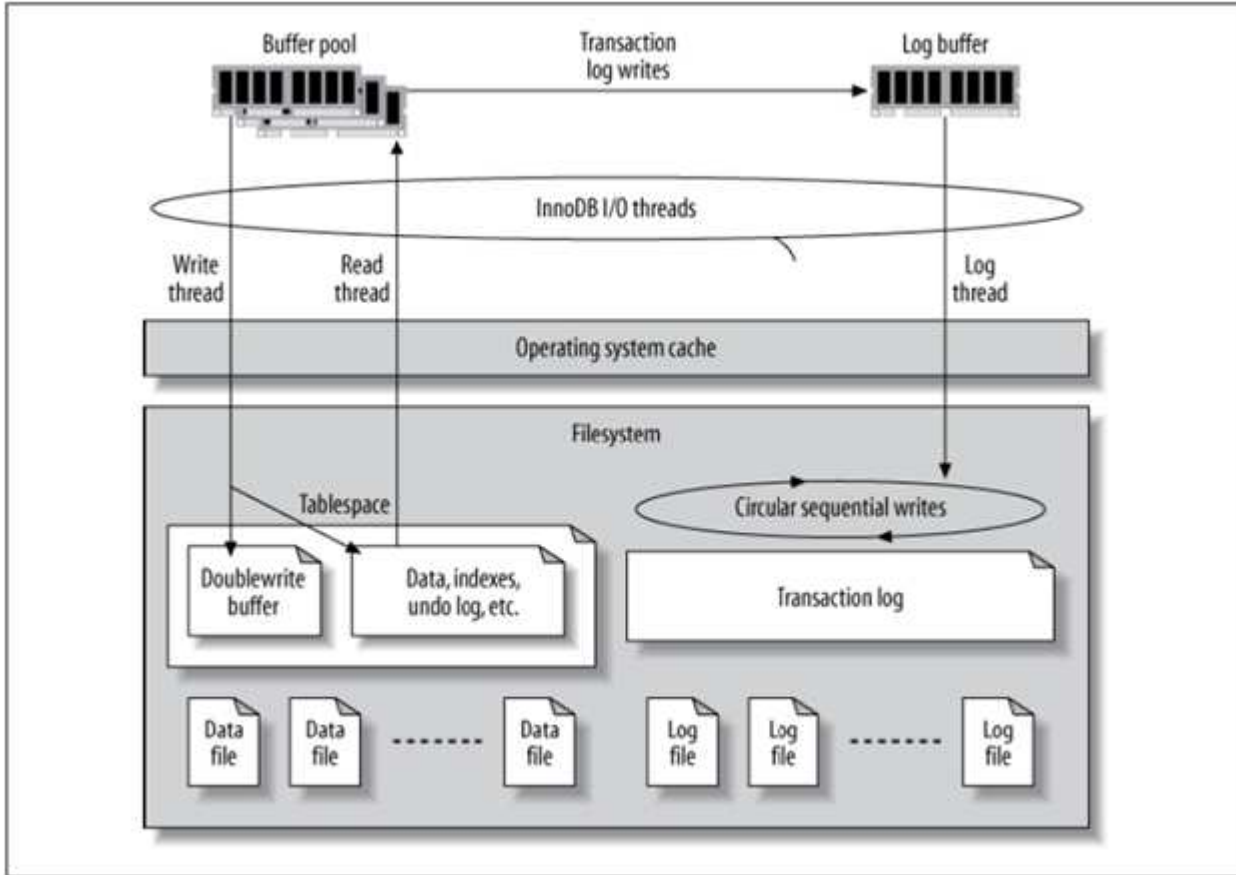 Buffer pool
Transaction
log writes
Log buffer
InnoDB I/O threads
Write
thread
Read
thread
Log
thread
Operating system cache
Filesystem
Tablespace
Circular sequential writes
Doublewrite
buffer
Data, indexes,
undo log, etc.
Transaction log
Data
file
Data
file
Data
file
Log
file
Log
file
Log
file